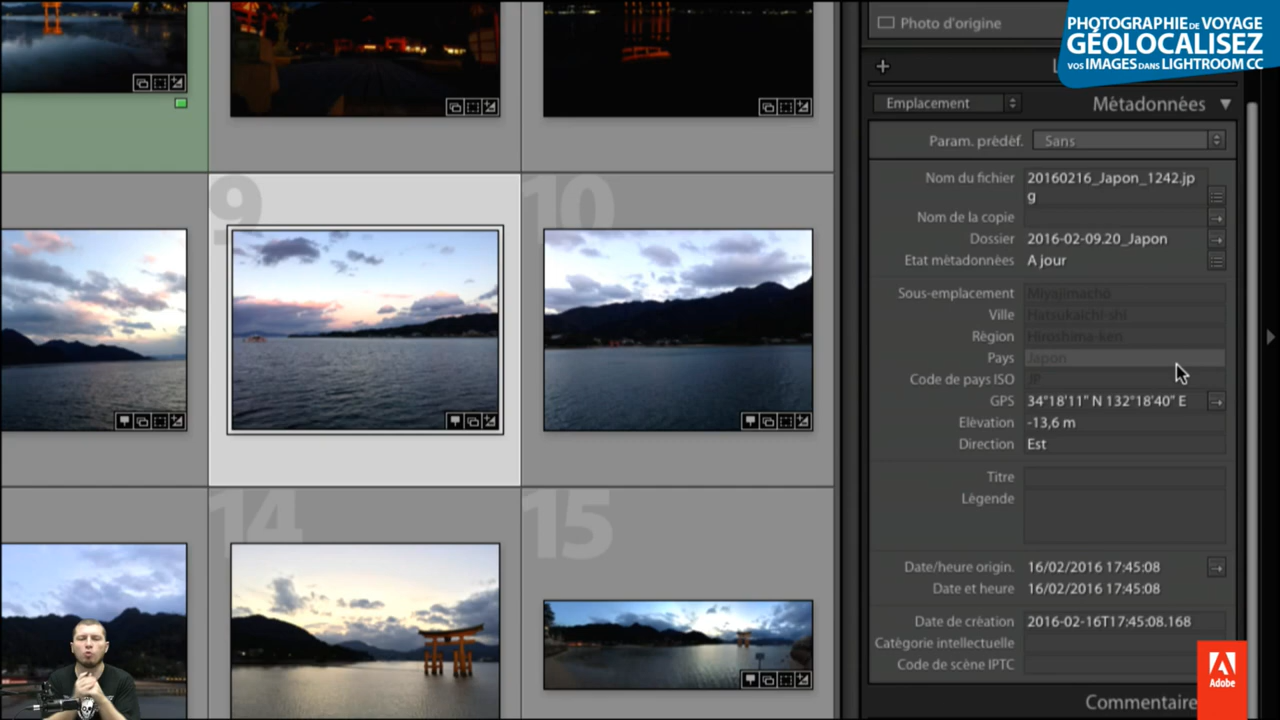 Photo d'origine
PHOTOGRAPHIE DE VOYAGE
GÉOLOCALISEZ
VOS IMAGES DANS LIGHTROOM CC
Emplacement
Métadonnées
Param. prédéf.
Sans
Nom du fichier
20160216_Japon_1242.jp
g
Nom de la copie
Dossier
2016-02-09.20_Japon
Etat métadonnées
A jour
Sous-emplacement
Miyajimachō
Ville
Hatsukaichi-shi
Région
Hiroshima-ken
Pays
Japon
Code de pays ISO
JP
GPS
34°18'11" N 132°18'40" E
Elévation
-13,6 m
Direction
Est
Titre
Légende
Date/heure origin.
16/02/2016 17:45:08
Date et heure
16/02/2016 17:45:08
Date de création
2016-02-16T17:45:08.168
Catégorie intellectuelle
Code de scène IPTC
Commentaire
Adobe
9
10
14
15